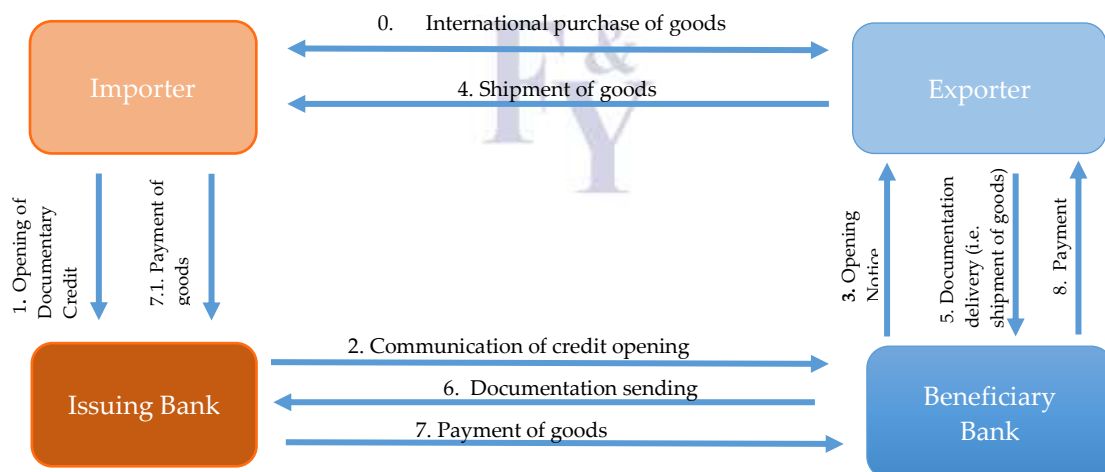 0. International purchase of goods
F & Y
Importer
4. Shipment of goods
Exporter
1. Opening of
Documentary
Credit
7.1. Payment of
goods
3. Opening
Notice
5. Documentation
delivery (i.e.
shipment of goods)
8. Payment
2. Communication of credit opening
6. Documentation sending
7. Payment of goods
Issuing Bank
Beneficiary
Bank